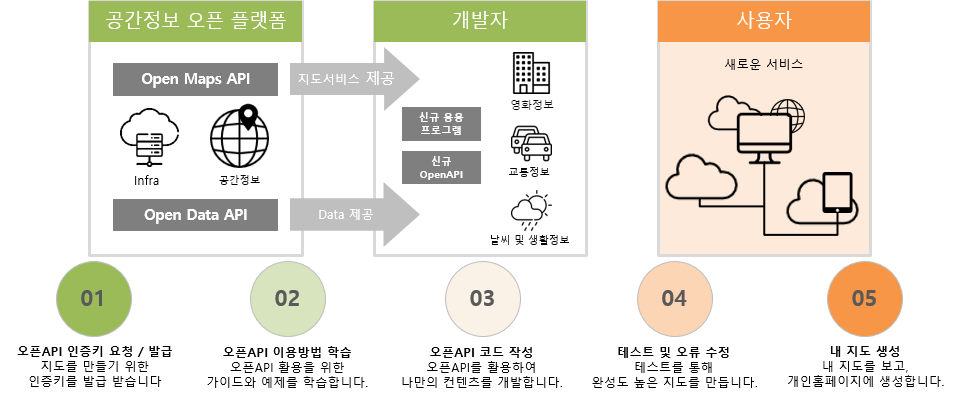 공간정보 오픈 플랫폼
개발자
사용자
Open Maps API
지도서비스 제공
Infra
공간정보
Open Data API
Data 제공
영화정보
신규 응용
프로그램
신규
OpenAPI
교통정보
날씨 및 생활정보
새로운 서비스
01
02
03
04
05
오픈API 인증키 요청 / 발급
지도를 만들기 위한
인증키를 발급 받습니다
오픈API 이용방법 학습
오픈API 활용을 위한
가이드와 예제를 학습합니다.
오픈API 코드 작성
오픈API를 활용하여
나만의 컨텐츠를 개발합니다.
테스트 및 오류 수정
테스트를 통해
완성도 높은 지도를 만듭니다.
내 지도 생성
내 지도를 보고,
개인홈페이지에 생성합니다.